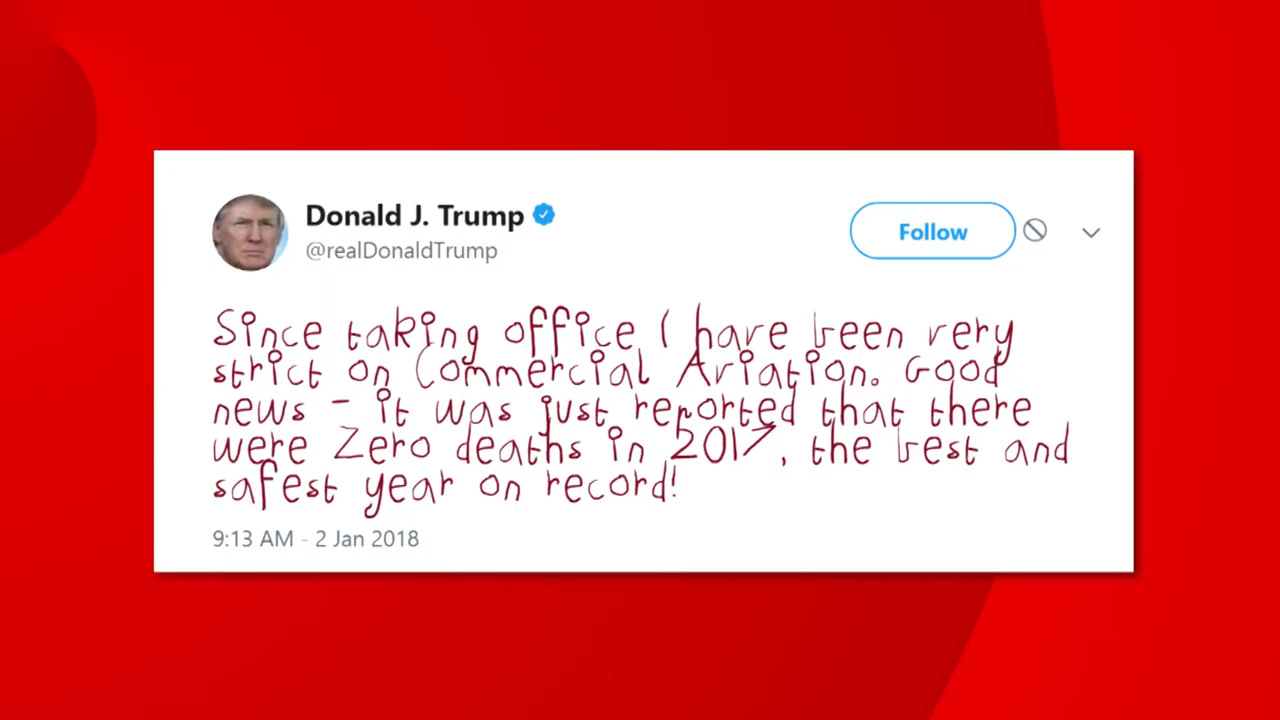 Donald J. Trump
@realDonaldTrump
Follow
Since taking office I have been very
strict on Commercial Aviation. Good
news - it was just reported that there
were Zero deaths in 2017, the best and
safest year on record!
9:13 AM - 2 Jan 2018